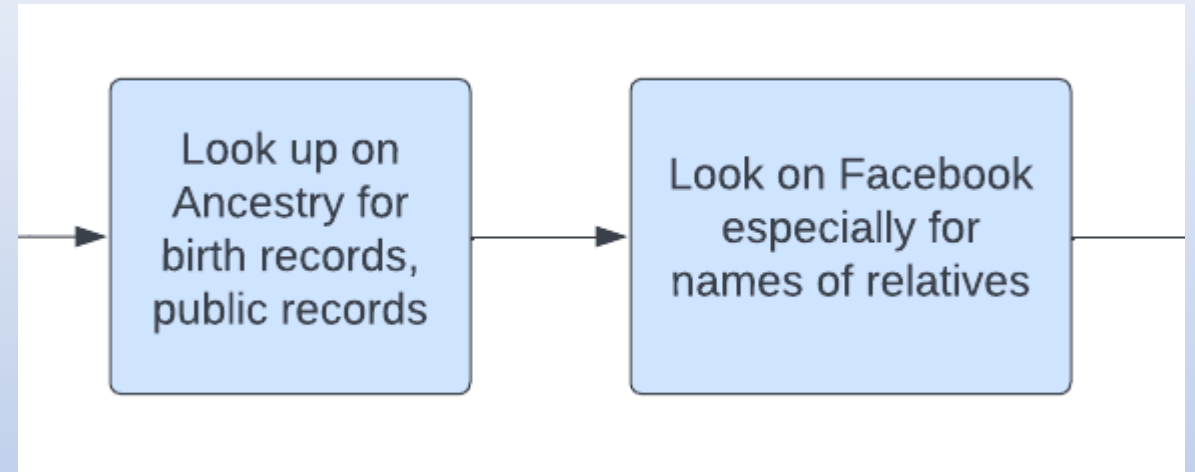 Look up on
Ancestry for
birth records,
public records
Look on Facebook
especially for
names of relatives